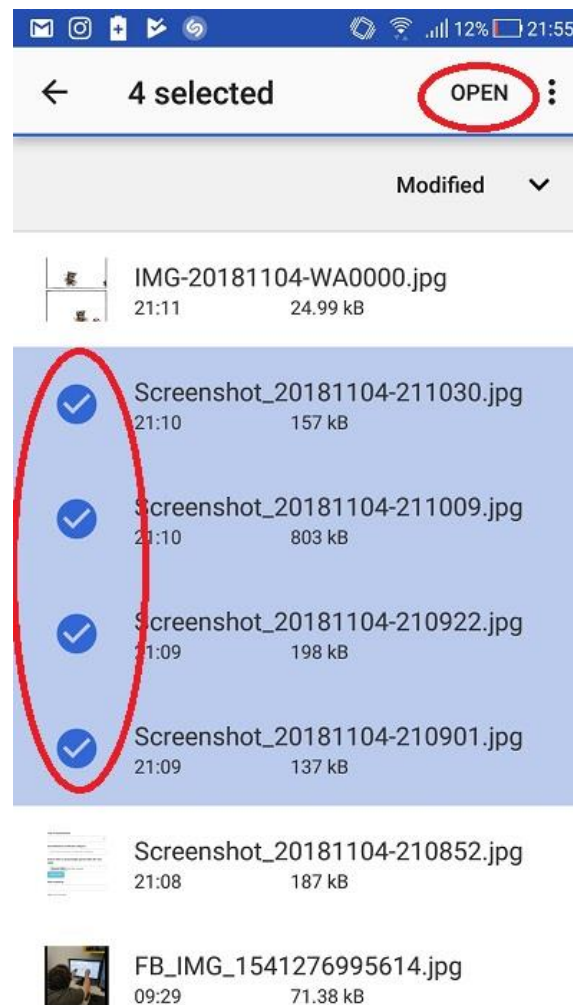 12% 21:55
4 selected OPEN
Modified
IMG-20181104-WA0000.jpg
21:11 24.99 kB
Screenshot_20181104-211030.jpg
21:10 157 kB
Screenshot_20181104-211009.jpg
21:10 803 kB
Screenshot_20181104-210922.jpg
21:09 198 kB
Screenshot_20181104-210901.jpg
21:09 137 kB
Screenshot_20181104-210852.jpg
21:08 187 kB
FB_IMG_1541276995614.jpg
09:29 71.38 kB